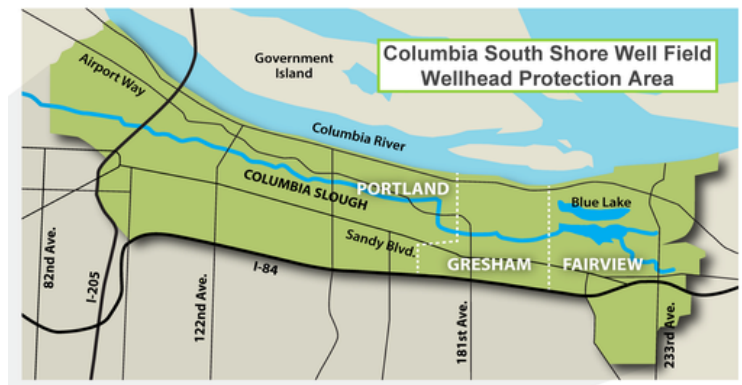 Columbia South Shore Well Field
Wellhead Protection Area
Government
Island
Airport Way
Columbia River
COLUMBIA SLOUGH
PORTLAND
Blue Lake
Sandy Blvd.
GRESHAM
FAIRVIEW
I-84
82nd Ave.
I-205
122nd Ave.
181st Ave.
233rd Ave.